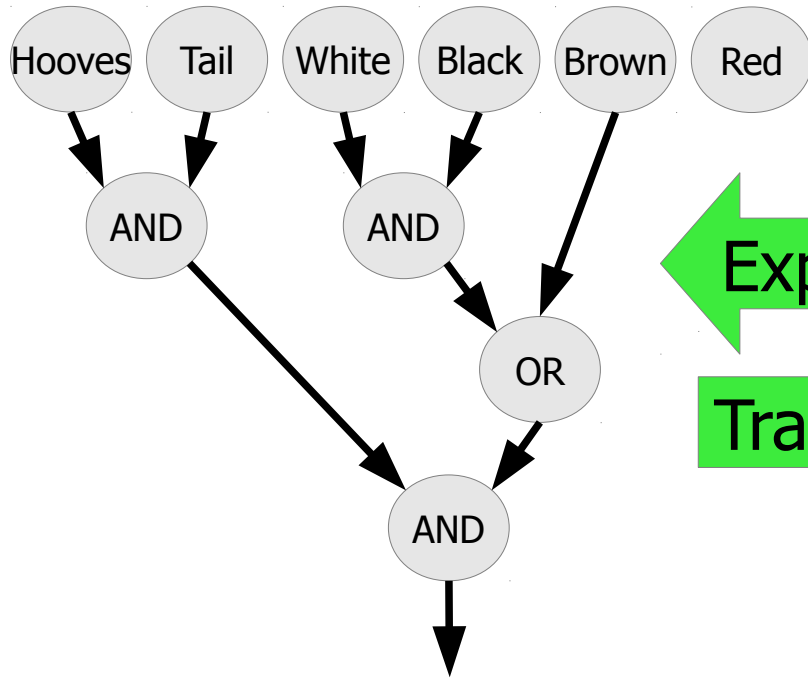 Hooves Tail White Black Brown Red
AND AND
Exp
OR
Tra
AND